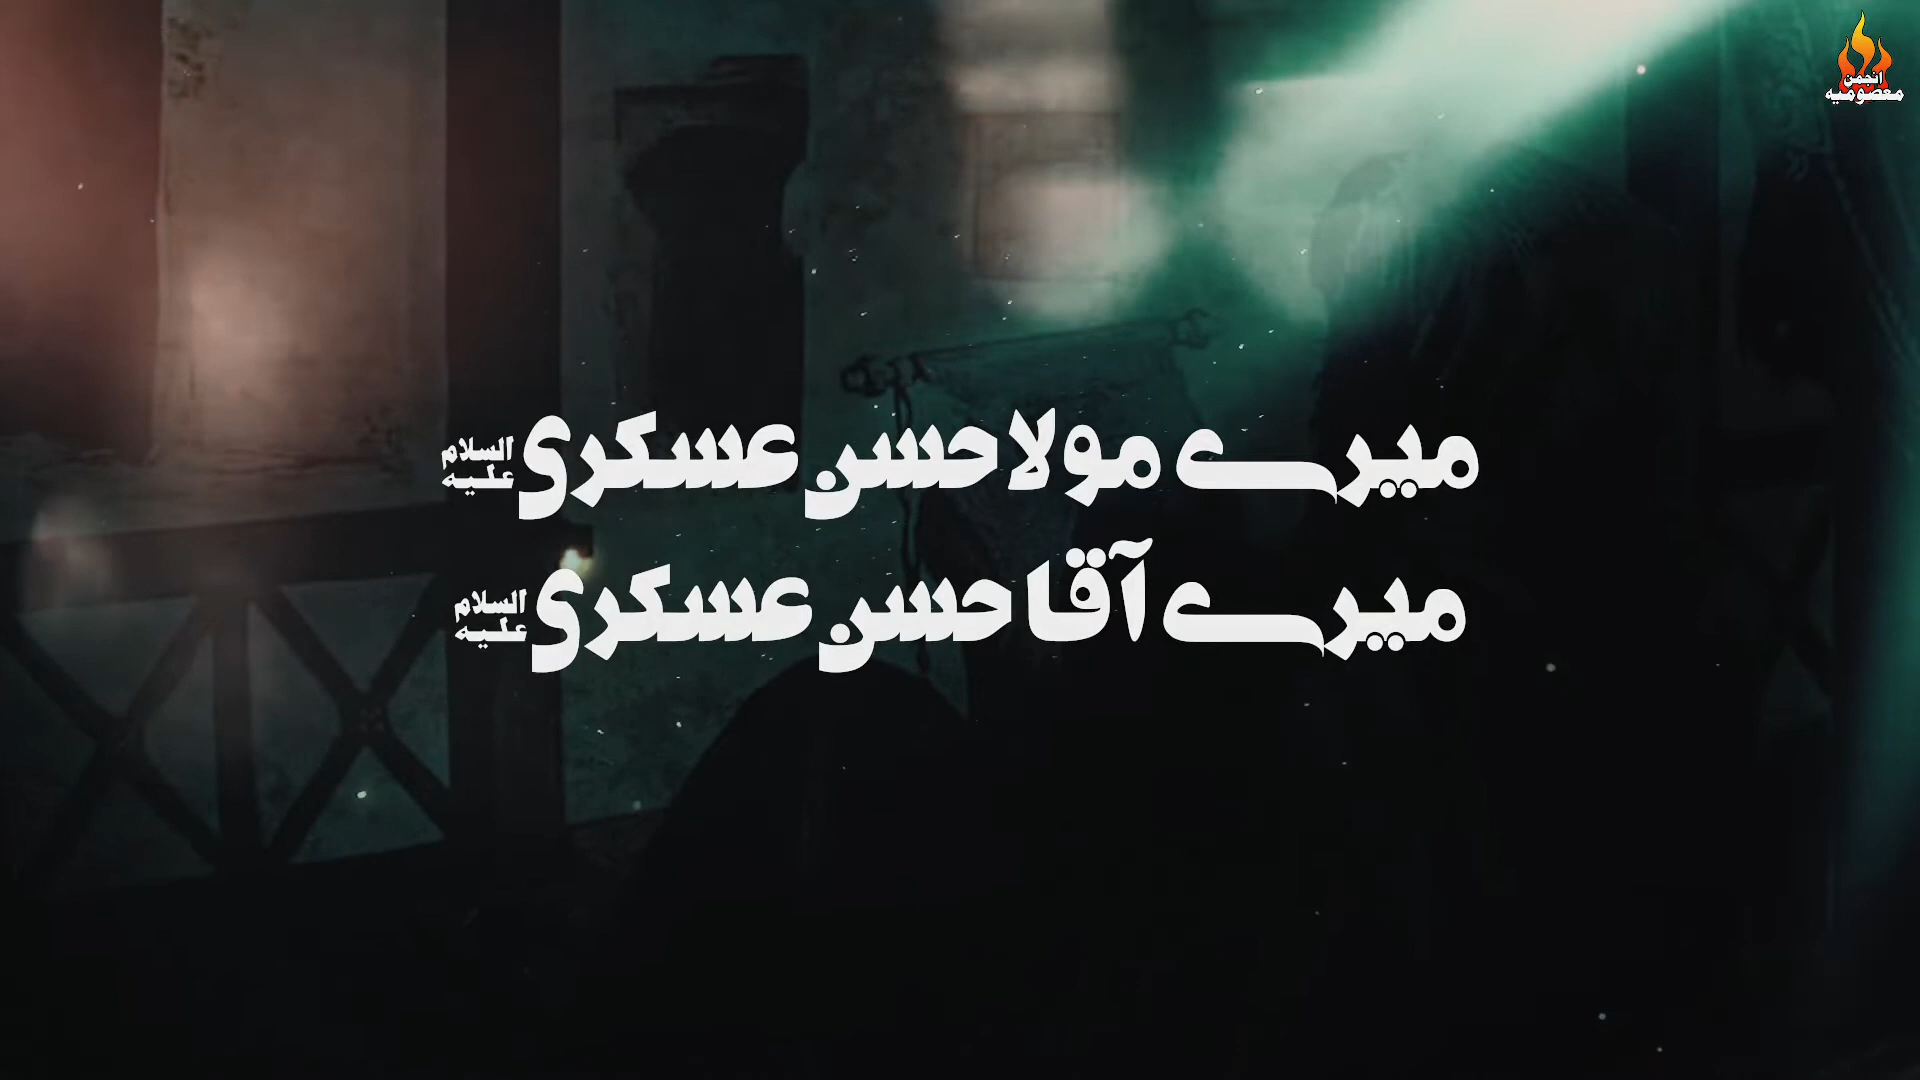 انجمن
معصومیہ
میرے مولا حسن عسکری علیہ السلام
میرے آقا حسن عسکری علیہ السلام